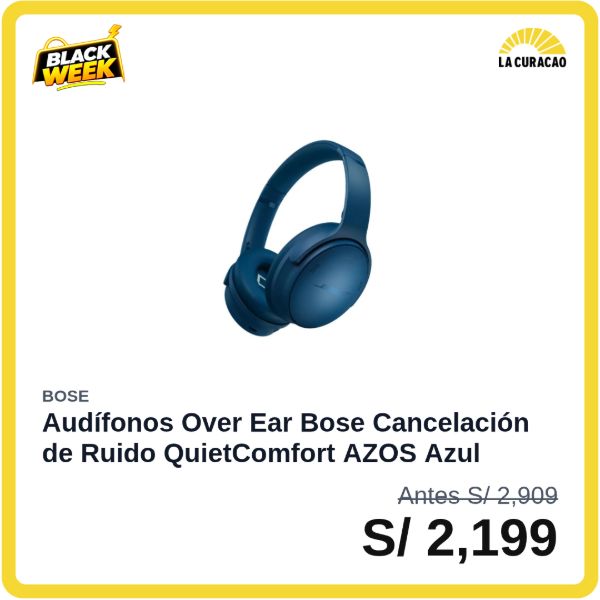 BLACK
WEEK
LA CURACAO
BOSE
Audífonos Over Ear Bose Cancelación
de Ruido QuietComfort AZOS Azul
Antes S/ 2,909
S/ 2,199